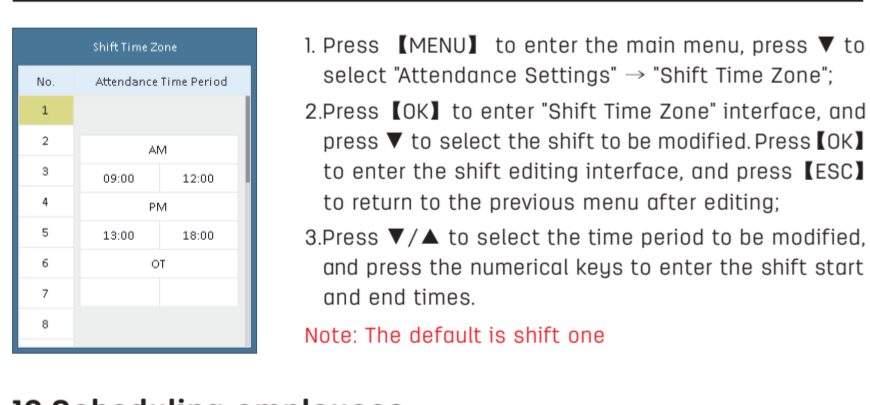 Shift Time Zone
No. Attendance Time Period
1
2
AM
3
09:00 12:00
4
PM
5
13:00 18:00
6
OT
7
8
1. Press 【MENU】 to enter the main menu, press ▼ to
select "Attendance Settings" → "Shift Time Zone";
2.Press 【OK】 to enter "Shift Time Zone" interface, and
press ▼ to select the shift to be modified. Press【OK】
to enter the shift editing interface, and press 【ESC】
to return to the previous menu after editing;
3.Press ▼/▲ to select the time period to be modified,
and press the numerical keys to enter the shift start
and end times.
Note: The default is shift one